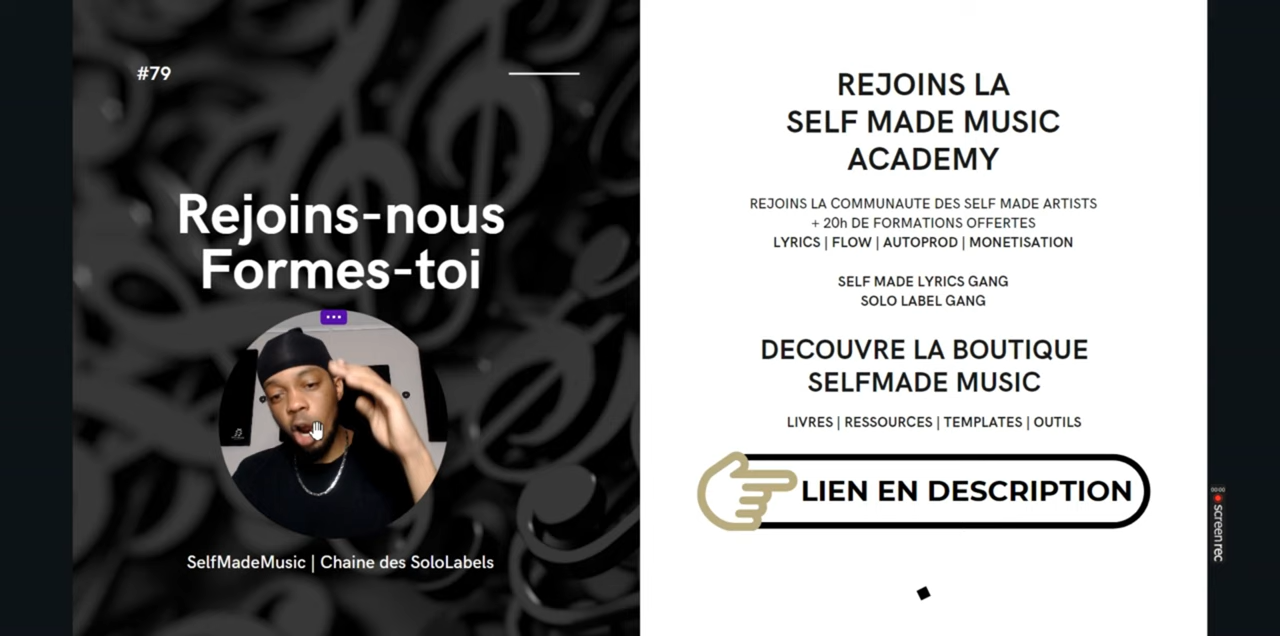 #79
Rejoins-nous
Formes-toi
SelfMadeMusic | Chaine des SoloLabels
REJOINS LA
SELF MADE MUSIC
ACADEMY
REJOINS LA COMMUNAUTE DES SELF MADE ARTISTS
+ 20h DE FORMATIONS OFFERTES
LYRICS | FLOW | AUTOPROD | MONETISATION
SELF MADE LYRICS GANG
SOLO LABEL GANG
DECOUVRE LA BOUTIQUE
SELFMADE MUSIC
LIVRES | RESSOURCES | TEMPLATES | OUTILS
LIEN EN DESCRIPTION
00:00
screenrec